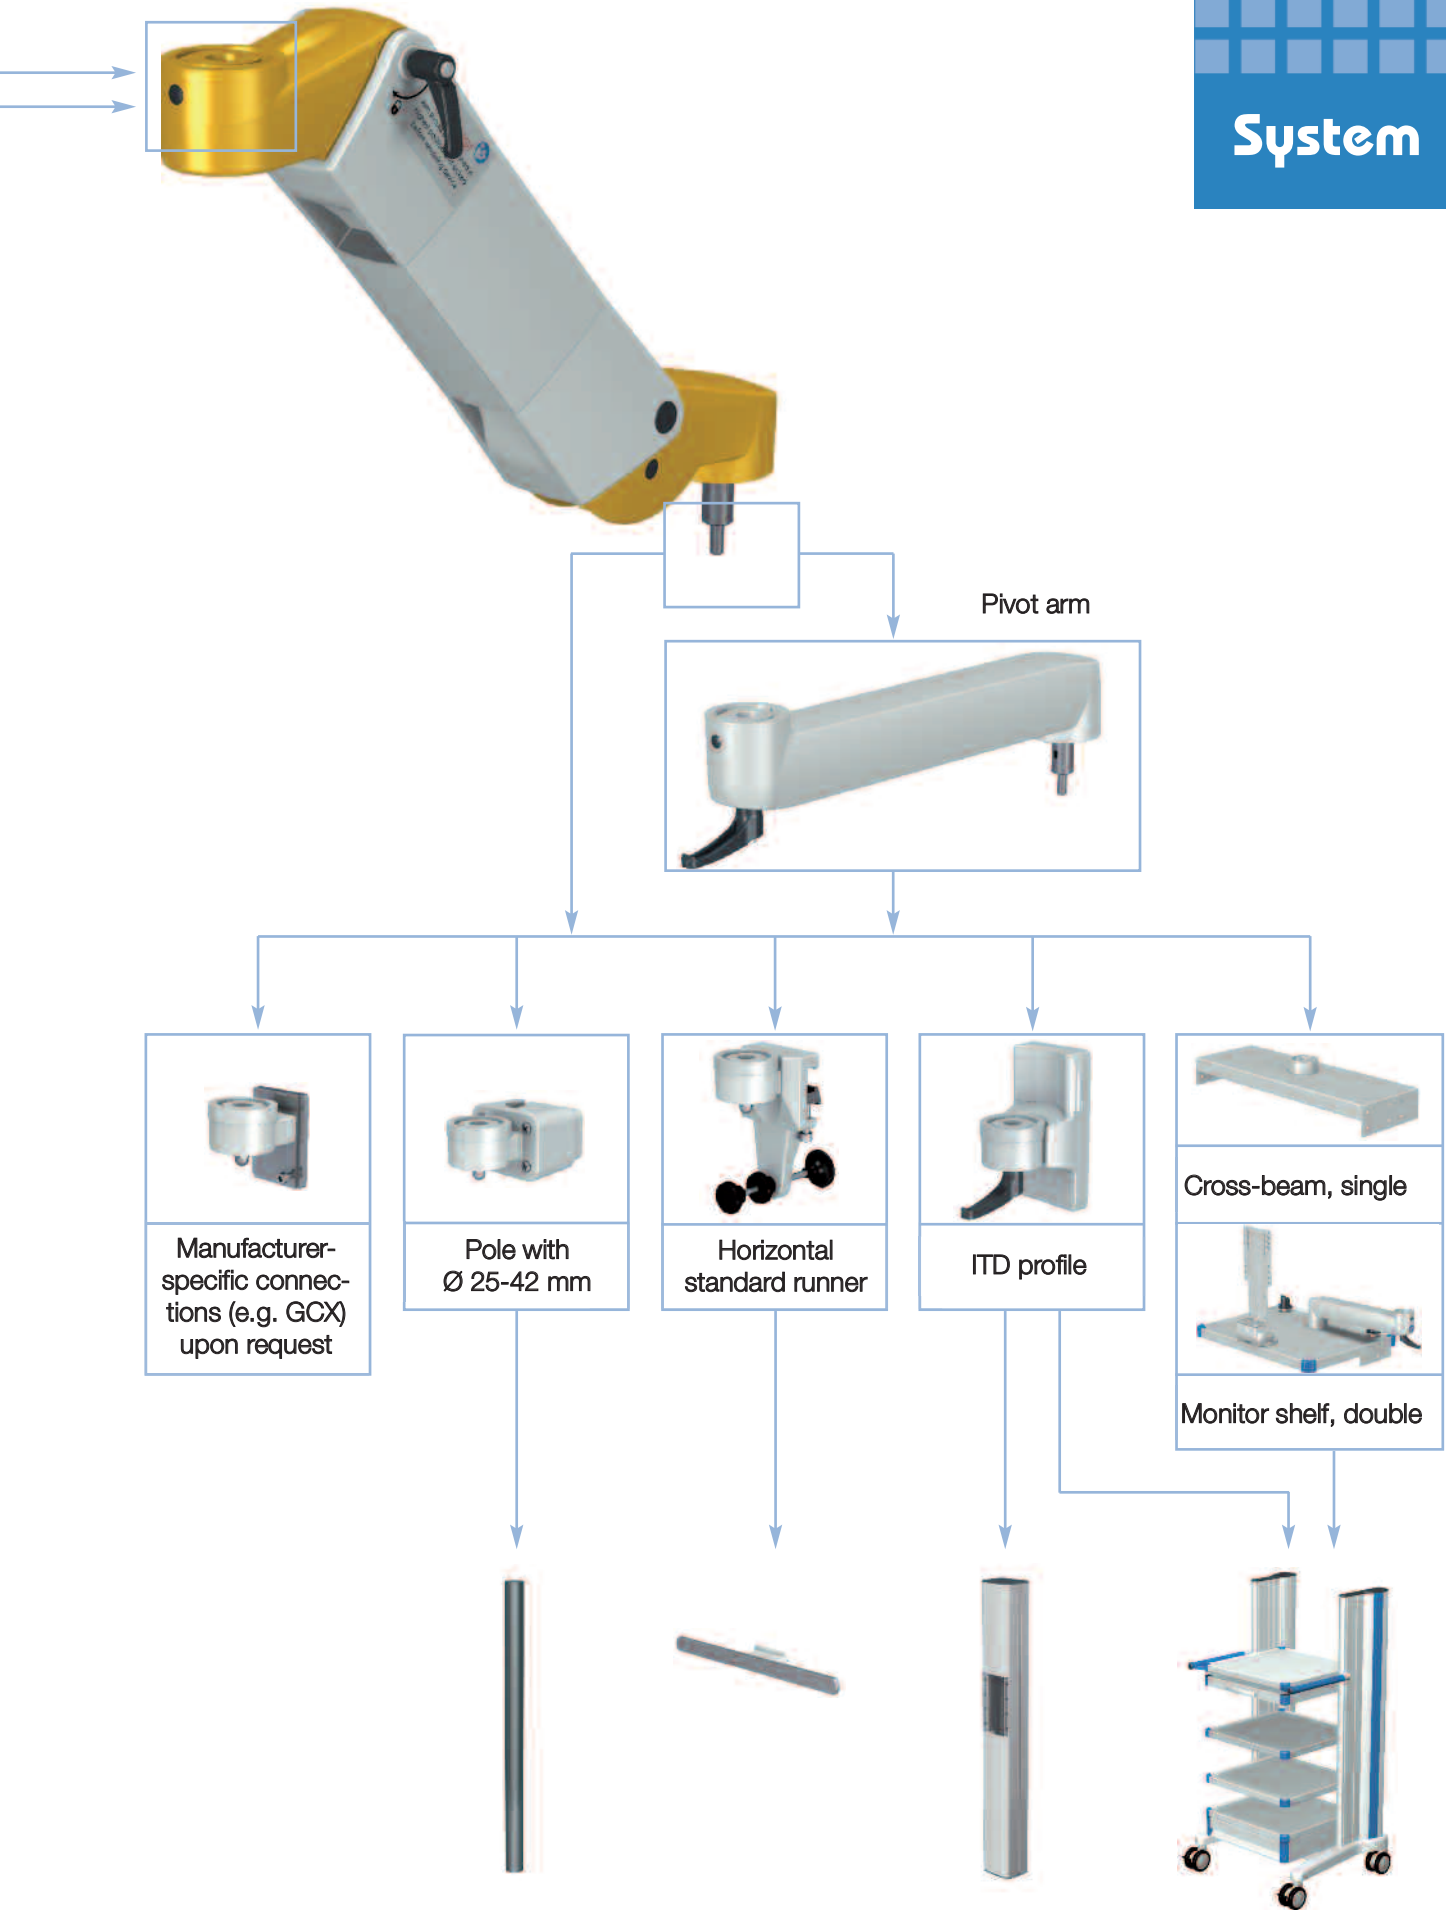 System
Pivot arm
Manufacturer-
specific connec-
tions (e.g. GCX)
upon request
Pole with
Ø 25-42 mm
Horizontal
standard runner
ITD profile
Cross-beam, single
Monitor shelf, double